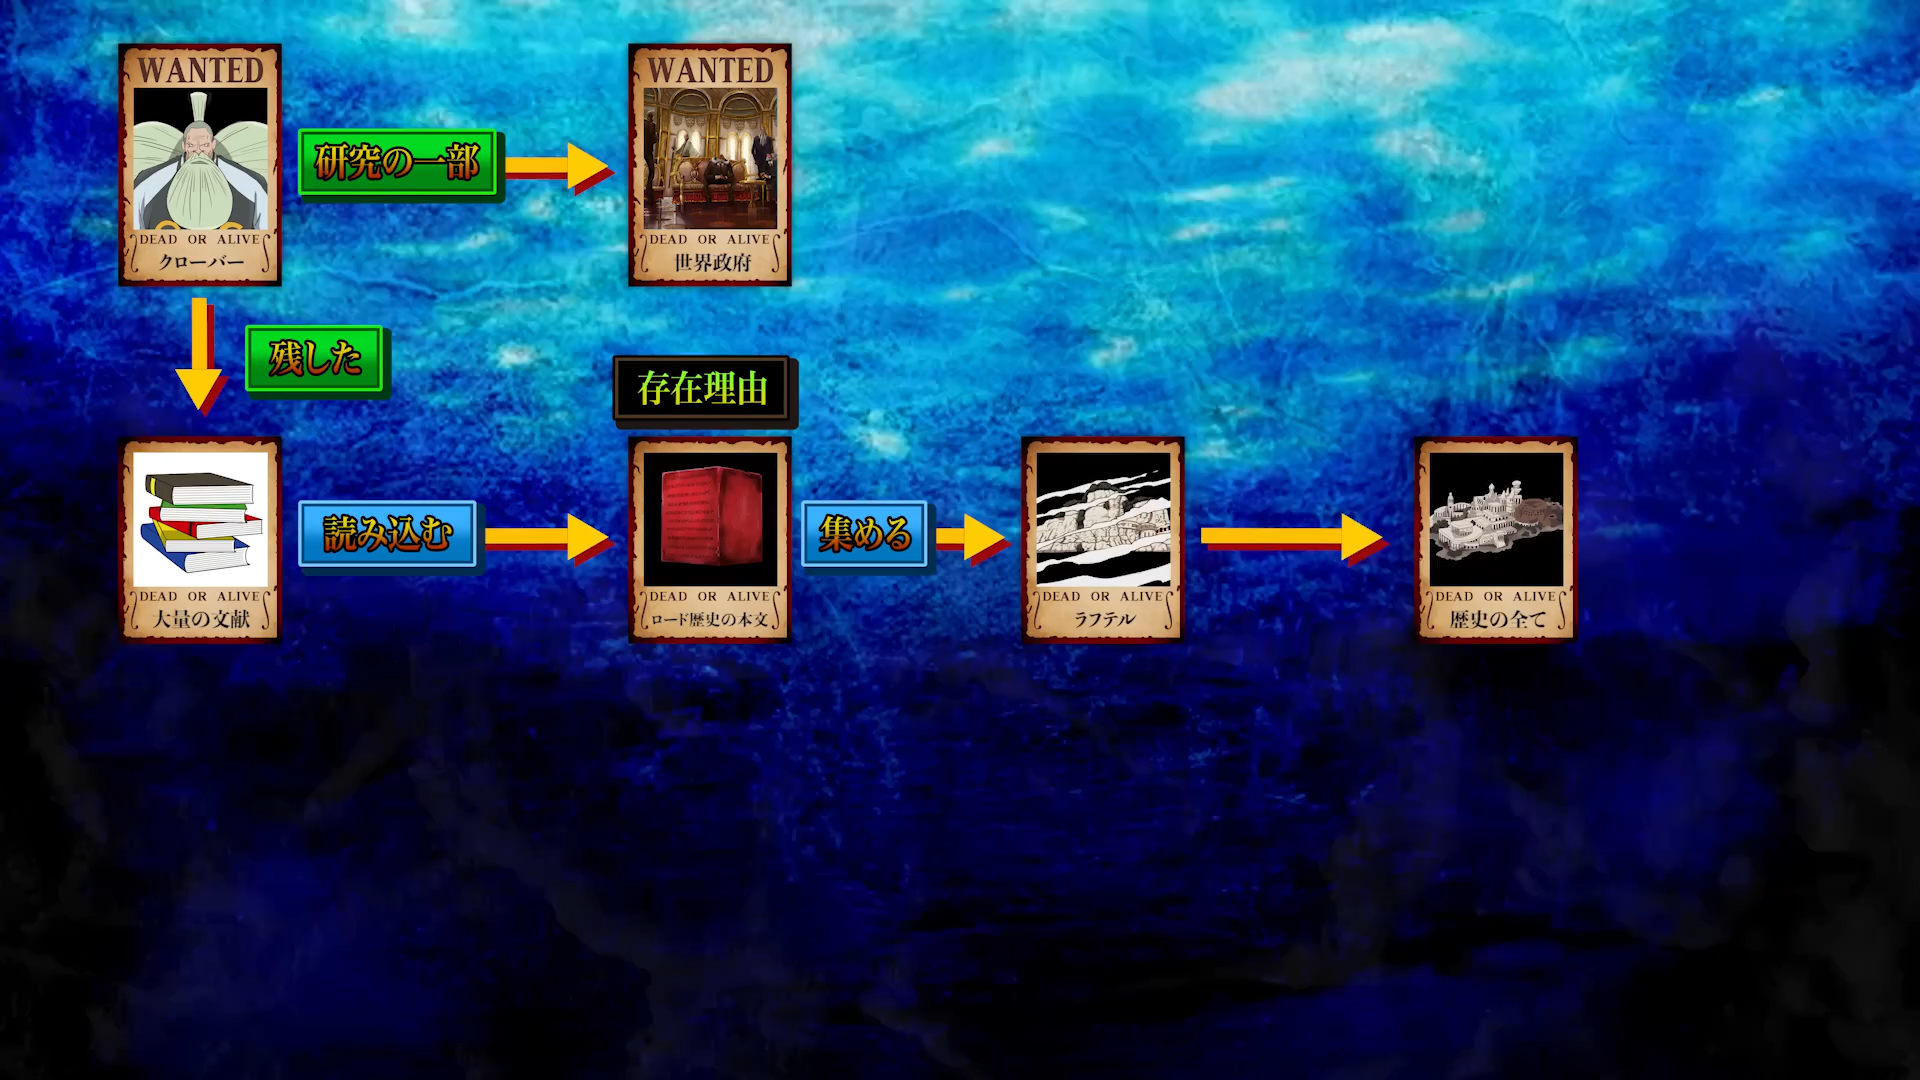 WANTED
DEAD OR ALIVE
クローバー
研究の一部
WANTED
DEAD OR ALIVE
世界政府
残した
存在理由
DEAD OR ALIVE
大量の文献
読み込む
DEAD OR ALIVE
ロード歴史の本文
集める
DEAD OR ALIVE
ラフテル
DEAD OR ALIVE
歴史の全て